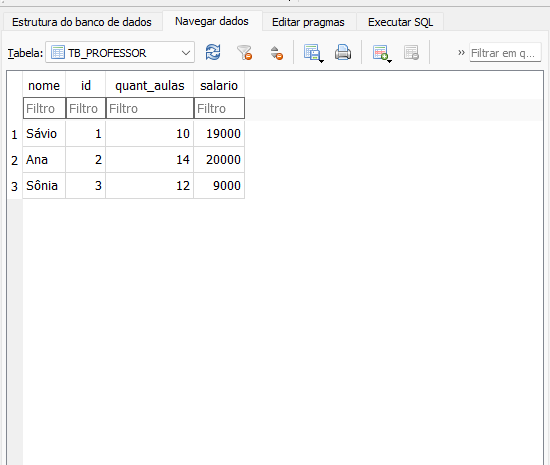 Estrutura do banco de dados Navegar dados Editar pragmas Executar SQL
Tabela: TB_PROFESSOR » Filtrar em q...
nome id quant_aulas salario
Filtro Filtro Filtro Filtro
1 Sávio 1 10 19000
2 Ana 2 14 20000
3 Sônia 3 12 9000